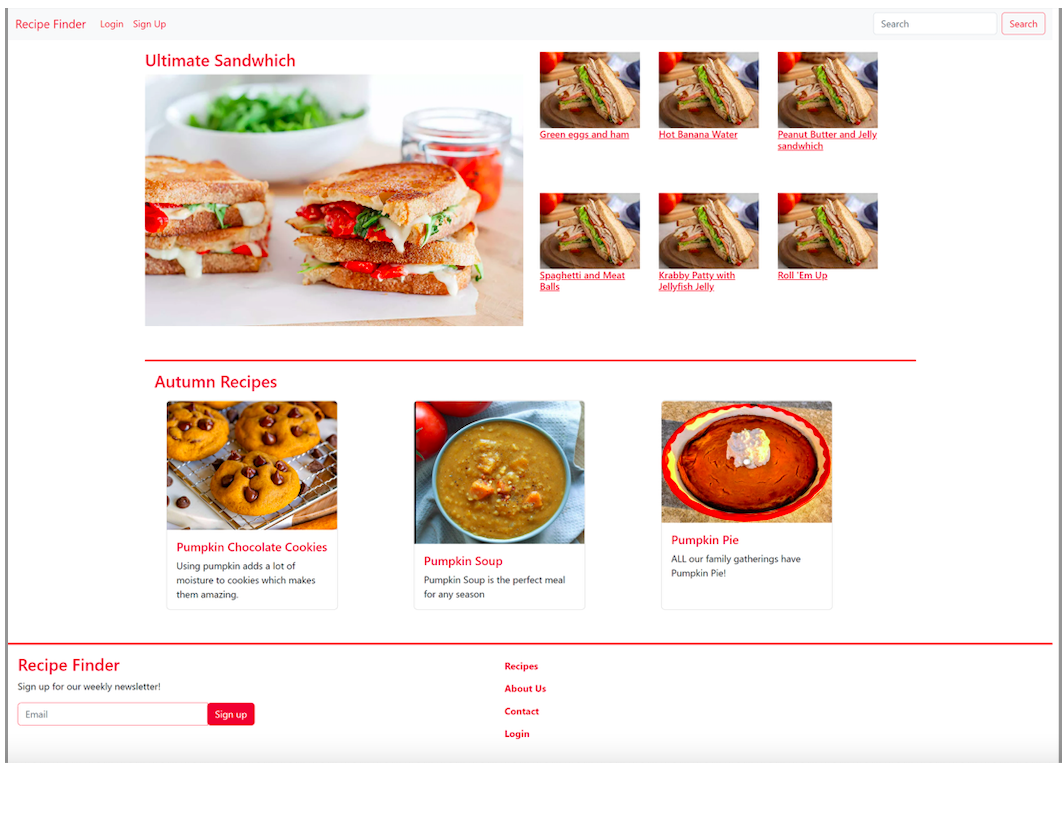 Recipe Finder Login Sign Up Search Search
Ultimate Sandwhich
Green eggs and ham
Hot Banana Water
Peanut Butter and Jelly
sandwhich
Spaghetti and Meat
Balls
Krabby Patty with
Jellyfish Jelly
Roll 'Em Up
Autumn Recipes
Pumpkin Chocolate Cookies
Using pumpkin adds a lot of
moisture to cookies which makes
them amazing.
Pumpkin Soup
Pumpkin Soup is the perfect meal
for any season
Pumpkin Pie
ALL our family gatherings have
Pumpkin Pie!
Recipe Finder
Sign up for our weekly newsletter!
Email Sign up
Recipes
About Us
Contact
Login